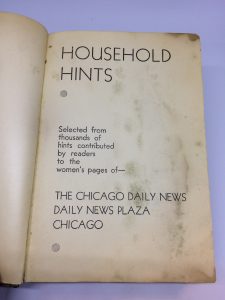 HOUSEHOLD
HINTS
Selected from
thousands of
hints contributed
by readers
to the
women's pages of—
THE CHICAGO DAILY NEWS
DAILY NEWS PLAZA
CHICAGO